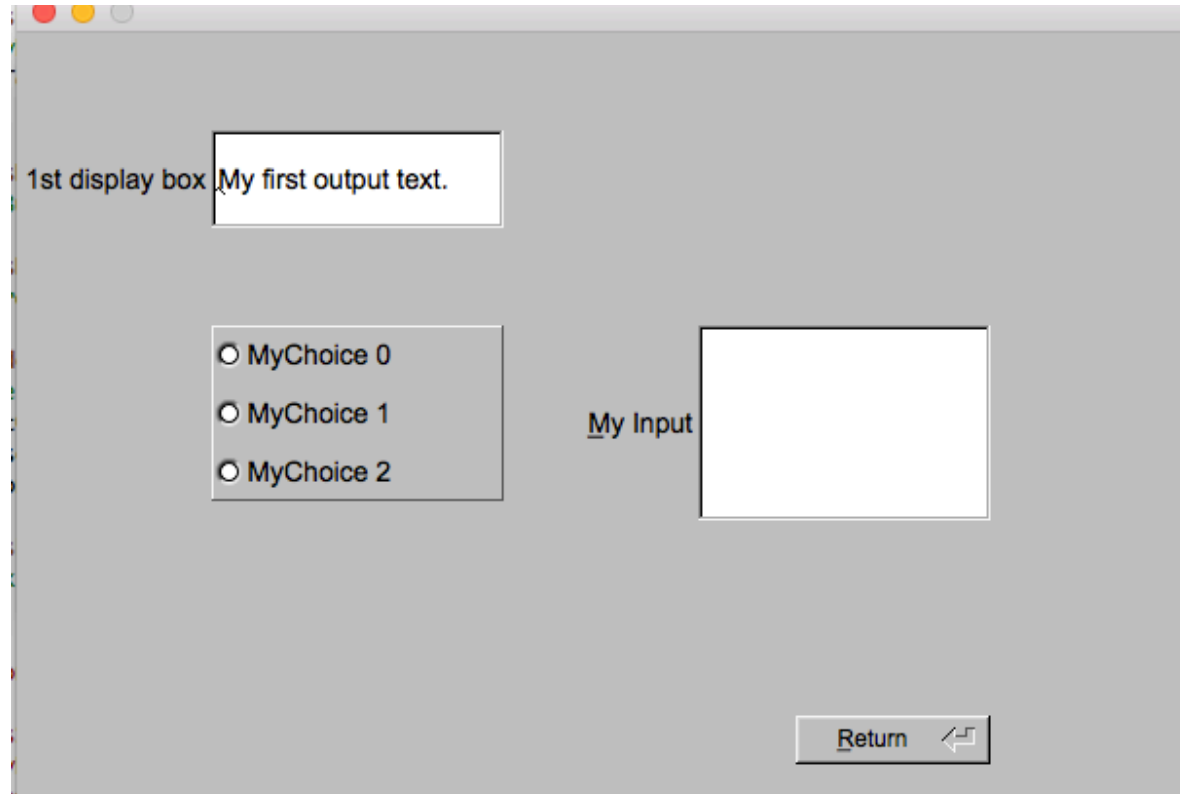 1st display box My first output text.
MyChoice 0
MyChoice 1
My Input
MyChoice 2
Return